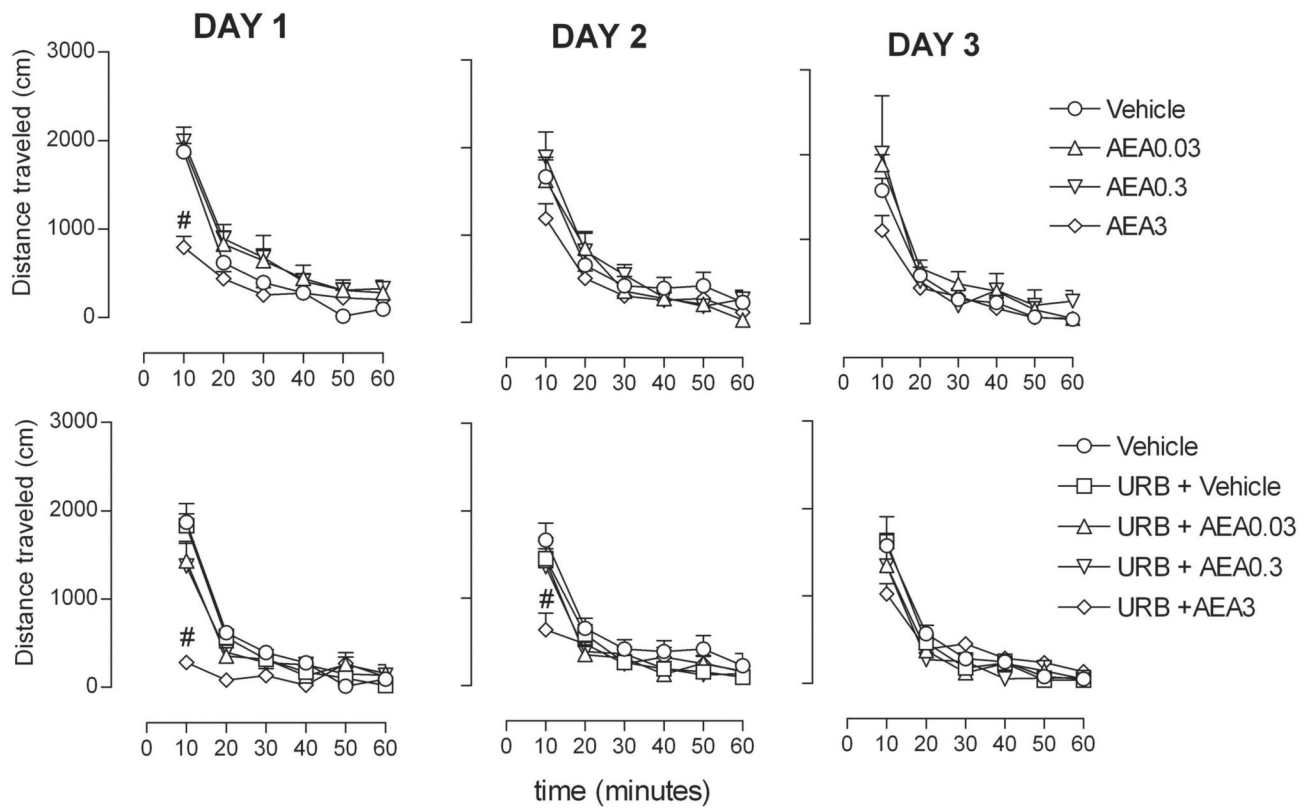 DAY 1
DAY 2
DAY 3
Distance traveled (cm)
3000
2000
1000
0
#
Vehicle
AEA0.03
AEA0.3
AEA3
0 10 20 30 40 50 60
0 10 20 30 40 50 60
0 10 20 30 40 50 60
Distance traveled (cm)
3000
2000
1000
0
#
#
Vehicle
URB + Vehicle
URB + AEA0.03
URB + AEA0.3
URB +AEA3
0 10 20 30 40 50 60
0 10 20 30 40 50 60
0 10 20 30 40 50 60
time (minutes)